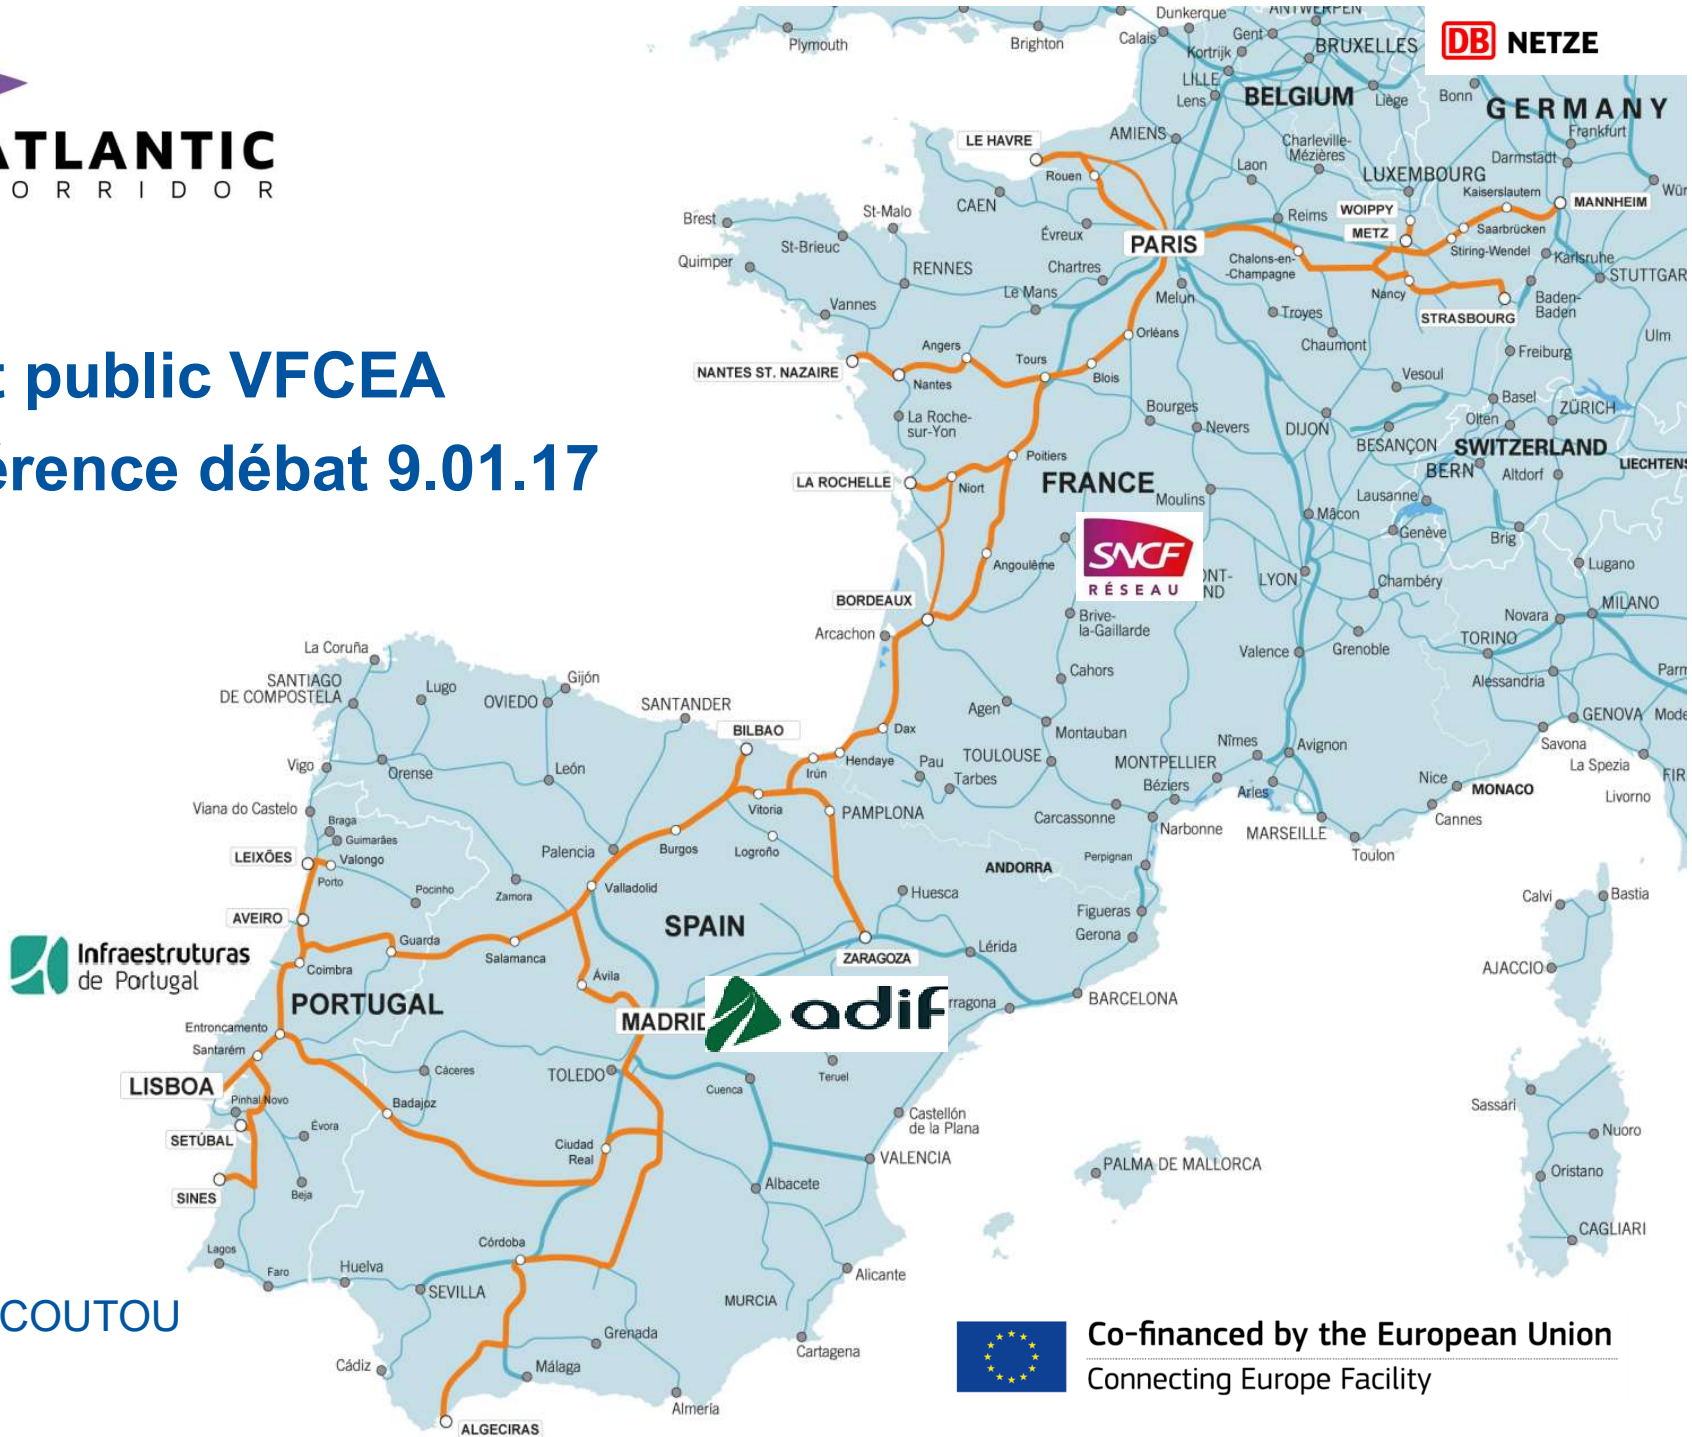 ATLANTIC
ORRIDOR
t public VFCEA
érence débat 9.01.17
COUTOU
DB NETZE
Infraestruturas
de Portugal
SNCF
RÉSEAU
adif
Co-financed by the European Union
Connecting Europe Facility
Plymouth
Brighton
Dunkerque
Calais
ANTWERPEN
Gent
Kortrijk
BRUXELLES
LILLE
Lens
BELGIUM
Liège
Bonn
GERMANY
Frankfurt
LE HAVRE
AMIENS
Charleville-
Mézières
Laon
LUXEMBOURG
Darmstadt
Kaiserslautern
MANNHEIM
Wür
Rouen
CAEN
Reims
WOIPPY
METZ
Saarbrücken
Stiring-Wendel
Karlsruhe
STUTTGAR
Brest
St-Malo
St-Brieuc
Quimper
RENNES
Évreux
PARIS
Chartres
Chalons-en-
-Champagne
Le Mans
Melun
Nancy
STRASBOURG
Baden-
Baden
Ulm
Vannes
Troyes
Chaumont
Orléans
Freiburg
NANTES ST. NAZAIRE
Angers
Nantes
Tours
Blois
Vesoul
Basel
Olten
ZÜRICH
La Roche-
sur-Yon
Bourges
Nevers
DIJON
BESANÇON
SWITZERLAND
BERN
Altdorf
LIECHTENS
LA ROCHELLE
Niort
Poitiers
FRANCE
Moulins
Mâcon
Lausanne
Genève
Brig
Lugano
Angoulême
ONT-
ND
LYON
Chambéry
Novara
MILANO
BORDEAUX
Arcachon
Brive-
la-Gaillarde
Valence
Grenoble
TORINO
Alessandria
Parm
Cahors
Agen
Montauban
GENOVA
Mode
Savona
La Spezia
FIR
Livorno
La Coruña
SANTIAGO
DE COMPOSTELA
Lugo
OVIEDO
Gijón
SANTANDER
BILBAO
Dax
Hendaye
Irún
Pau
Tarbes
TOULOUSE
MONTPELLIER
Béziers
Nîmes
Avignon
Arles
Nice
MONACO
Cannes
Vigo
Orense
León
Vitoria
PAMPLONA
Carcassonne
Narbonne
MARSEILLE
Toulon
Viana do Castelo
Braga
Guimarães
LEIXÕES
Valongo
Porto
Palencia
Burgos
Logroño
ANDORRA
Perpignan
Pocinho
Zamora
Valladolid
Huesca
Calvi
Bastia
AVEIRO
Guarda
Salamanca
SPAIN
Figueras
Gerona
Lérida
ZARAGOZA
AJACCIO
Coimbra
Ávila
PORTUGAL
MADRID
rragona
BARCELONA
Entroncamento
Santarém
Cáceres
TOLEDO
Cuenca
Teruel
LISBOA
Pinhal Novo
Badajoz
Castellón
de la Plana
Sassari
Nuoro
SETÚBAL
Évora
Ciudad
Real
VALENCIA
PALMA DE MALLORCA
Oristano
SINES
Beja
Albacete
CAGLIARI
Lagos
Faro
Huelva
Córdoba
SEVILLA
Alicante
MURCIA
Grenada
Cartagena
Cádiz
Málaga
Almería
ALGECIRAS